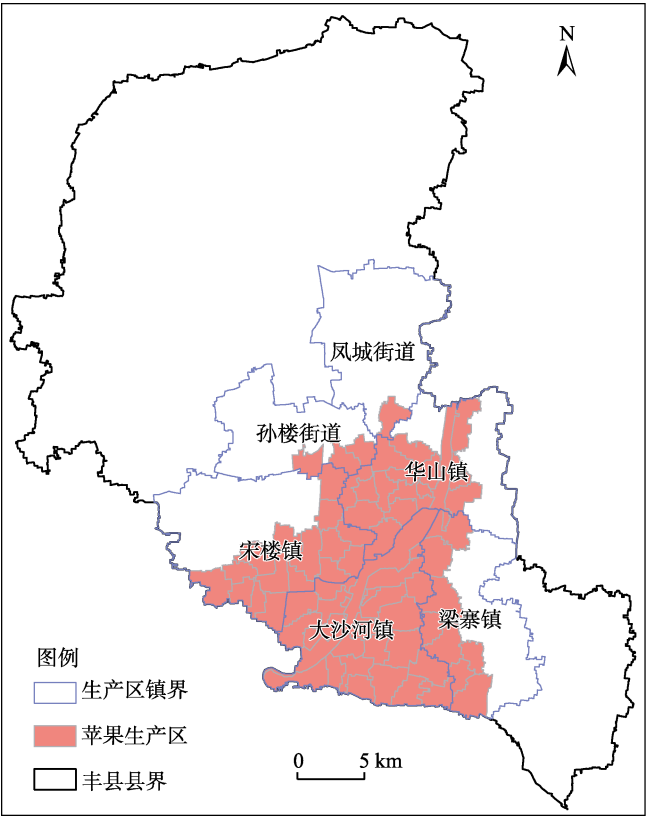 N
凤城街道
孙楼街道
华山镇
宋楼镇
梁寨镇
大沙河镇
图例
生产区镇界
苹果生产区
丰县县界
0 5 km